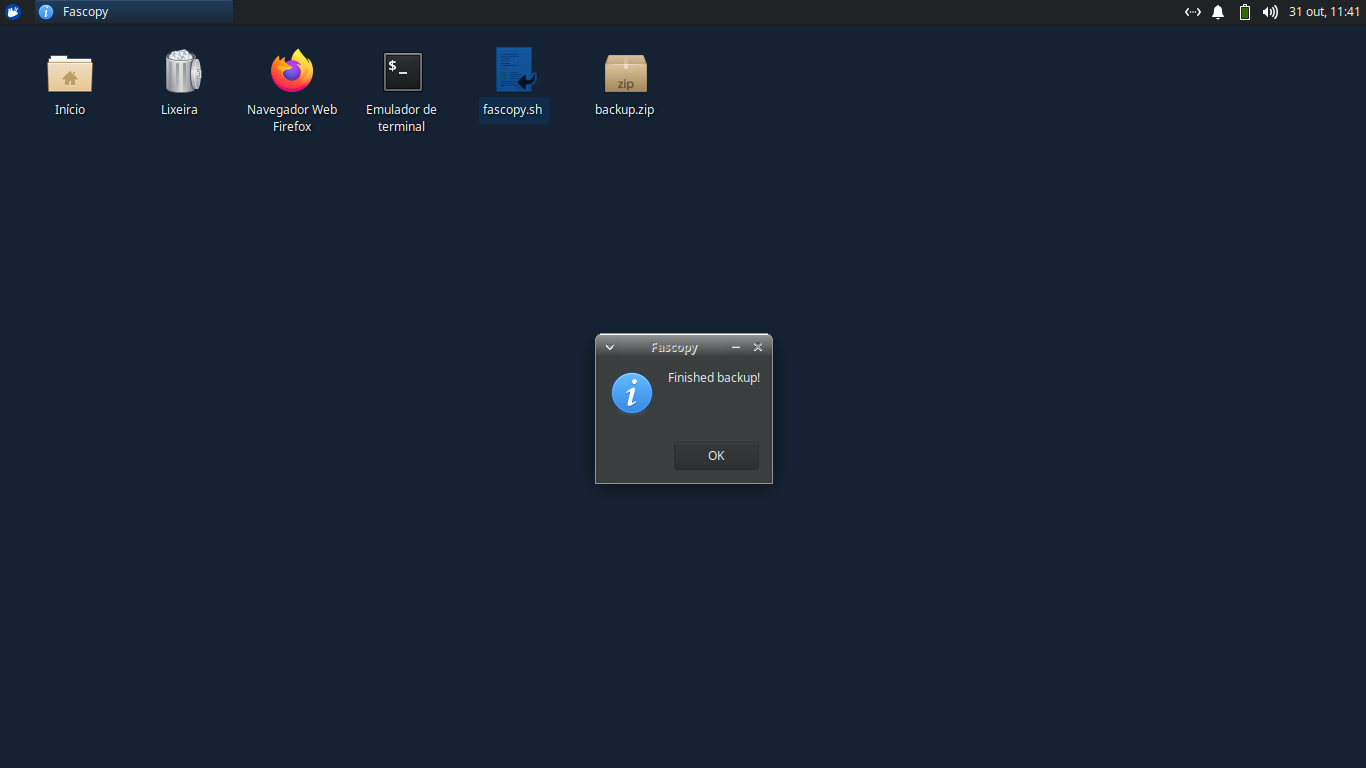 Fascopy
31 out, 11:41
Início
Lixeira
Navegador Web
Firefox
Emulador de
terminal
$_
fascopy.sh
zip
backup.zip
Fascopy
Finished backup!
OK